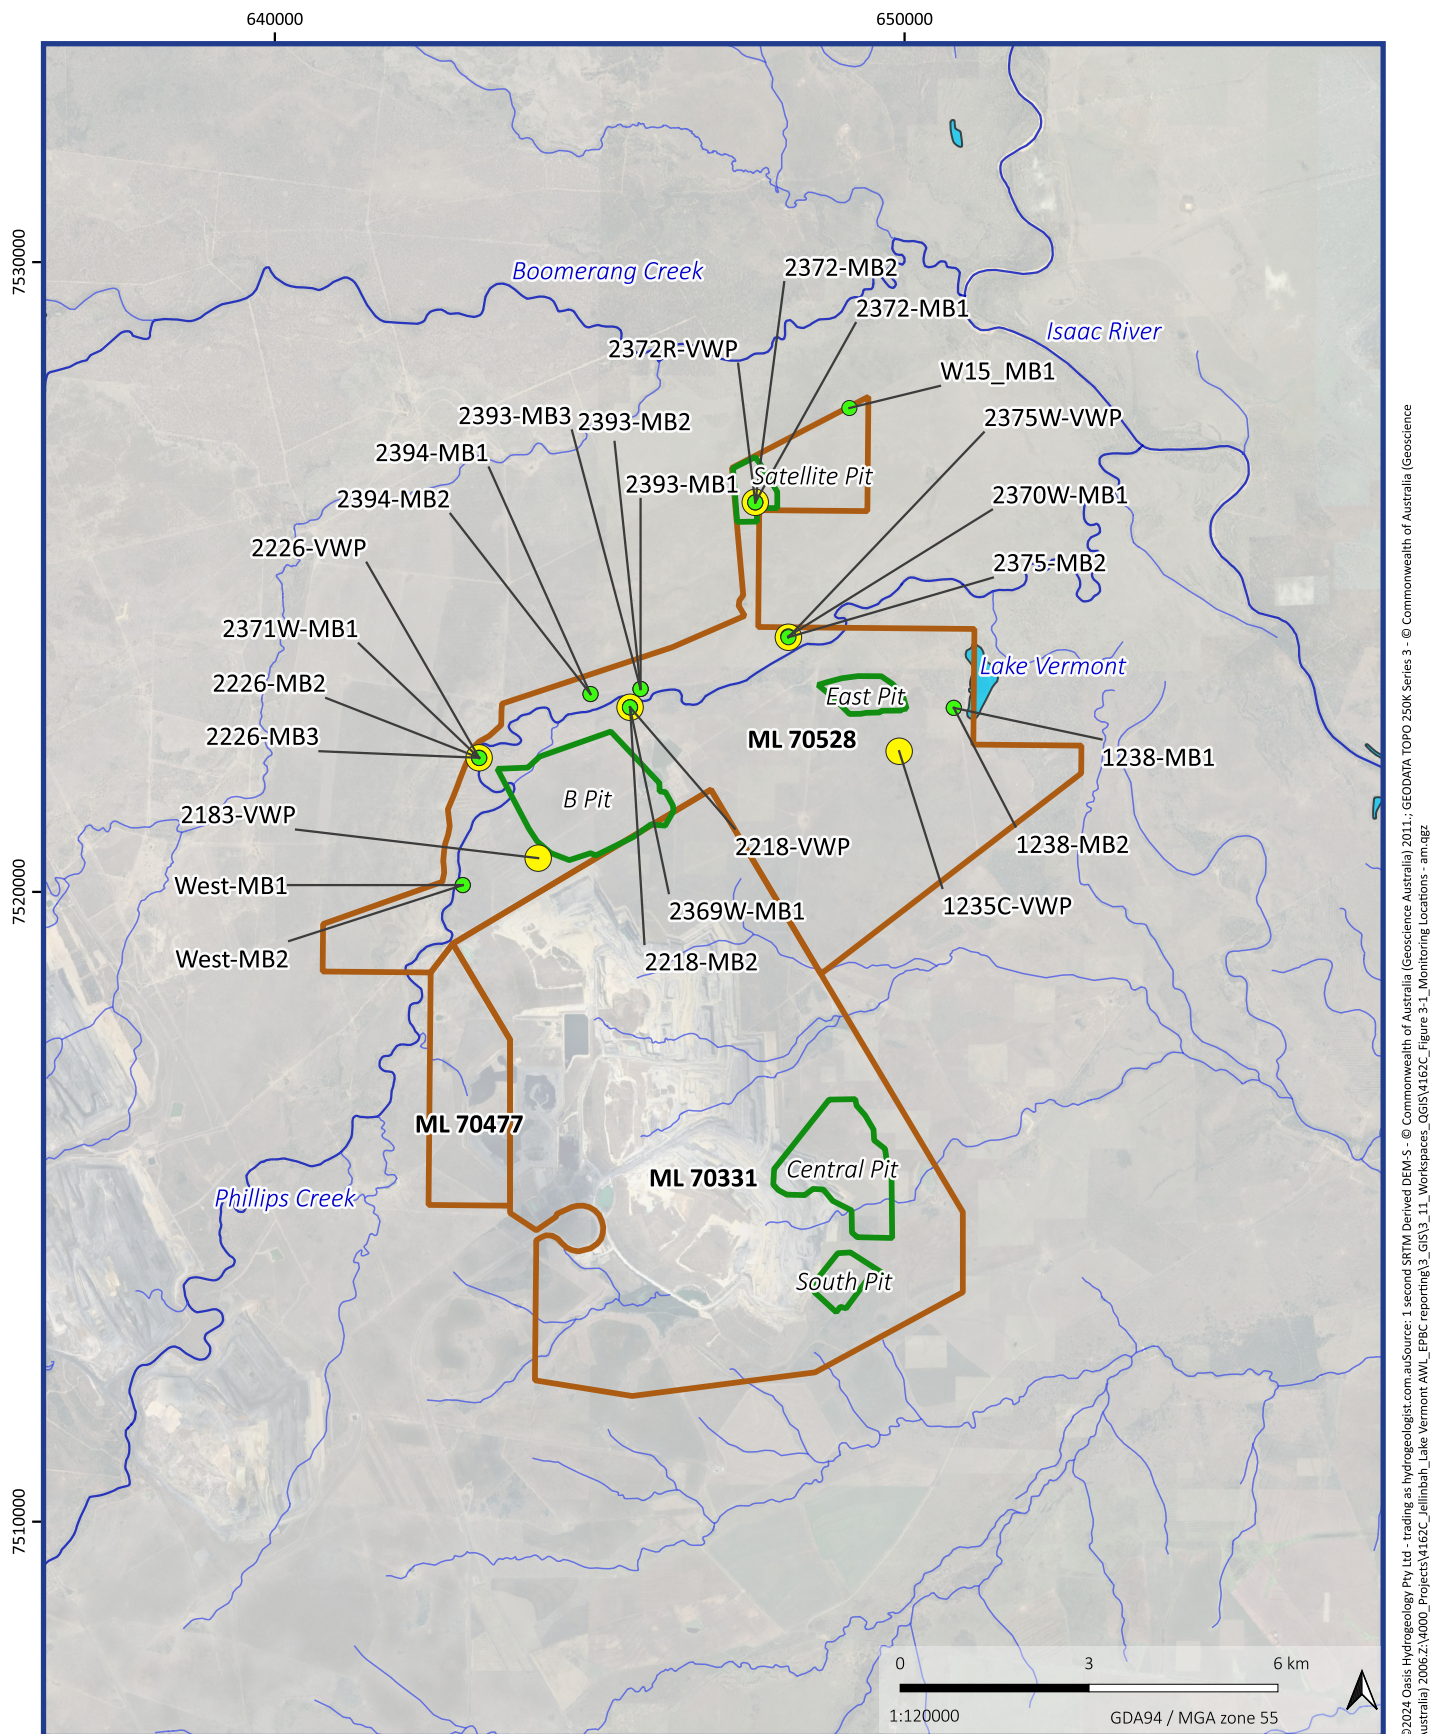 640000
650000
7530000
7520000
7510000
Boomerang Creek
2372-MB2
2372-MB1
Isaac River
2372R-VWP
W15_MB1
2393-MB3
2393-MB2
2375W-VWP
2394-MB1
Satellite Pit
2393-MB1
2394-MB2
2370W-MB1
2226-VWP
2375-MB2
2371W-MB1
Lake Vermont
2226-MB2
East Pit
2226-MB3
ML 70528
1238-MB1
B Pit
2183-VWP
2218-VWP
1238-MB2
West-MB1
2369W-MB1
1235C-VWP
West-MB2
2218-MB2
ML 70477
Central Pit
ML 70331
Phillips Creek
South Pit
0
3
6 km
1:120000
GDA94 / MGA zone 55
2024 Oasis Hydrogeology Pty Ltd - trading as hydrogeologist.com.auSource: 1 second SRTM Derived DEM-S - © Commonwealth of Australia (Geoscience Australia) 2011.; GEODATA TOPO 250K Series 3 - © Commonwealth of Australia (Geoscience
ustralia) 2006.Z:\4000_Projects\4162C_Jellinbah_Lake Vermont AWL_EPBC reporting\3_GIS\3_11_Workspaces_QGIS\4162C_Figure 3-1_Monitoring Locations - am.qgz